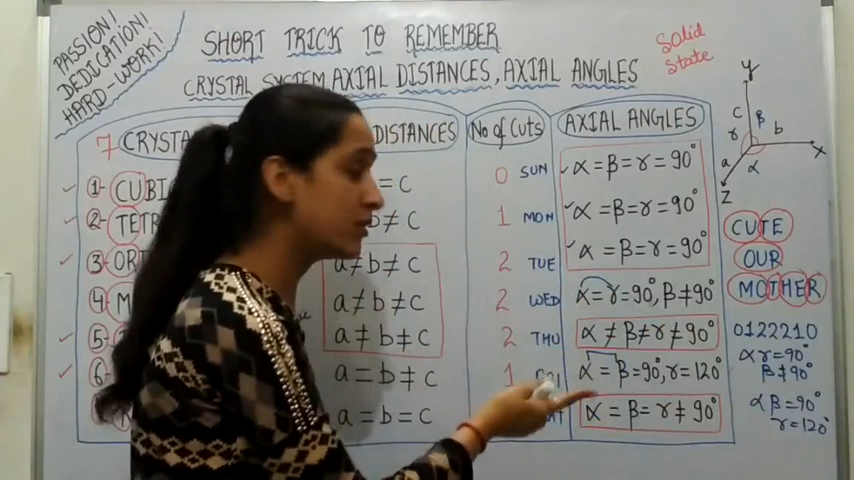 PASSION!
DEDICATION!
HARD-WORK!
SHORT TRICK TO REMEMBER
CRYSTAL SYSTEM, AXIAL DISTANCES, AXIAL ANGLES
Solid
state
7 CRYSTA DISTANCES No of Cuts AXIAL ANGLES
1- CUBI = C 0 SUN α = β = γ = 90°
2- TETR b ≠ C 1 MON α = β = γ = 90°
3- ORT a ≠ b ≠ C 2 TUE α = β = γ = 90°
4- M a ≠ b ≠ C 2 WED α = γ = 90°, β ≠ 90°
5- a ≠ b ≠ C 2 THU α ≠ β ≠ γ ≠ 90°
6- a = b ≠ C 1 α = β = 90°, γ = 120°
a = b = C α = β = γ ≠ 90°
Y
C β
γ b
X
a α
Z
CUTE
OUR
MOTHER
0122210
α γ = 90°
β ≠ 90°
α β = 90°
γ = 120°